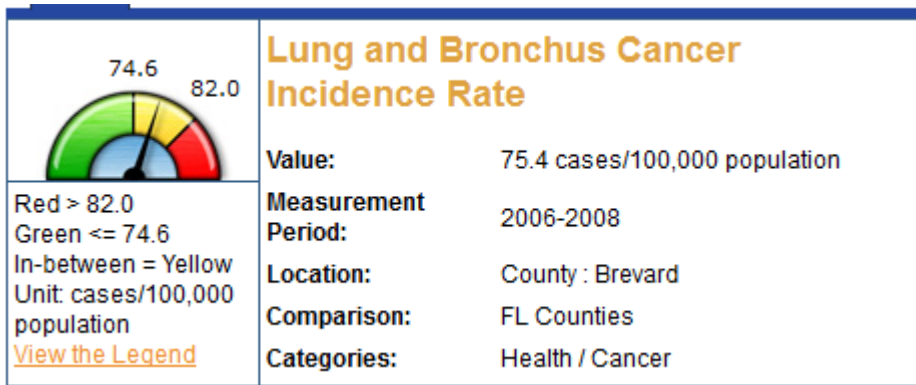 74.6
82.0
Red > 82.0
Green <= 74.6
In-between = Yellow
Unit: cases/100,000
population
View the Legend
Lung and Bronchus Cancer
Incidence Rate
Value: 75.4 cases/100,000 population
Measurement
Period: 2006-2008
Location: County : Brevard
Comparison: FL Counties
Categories: Health / Cancer